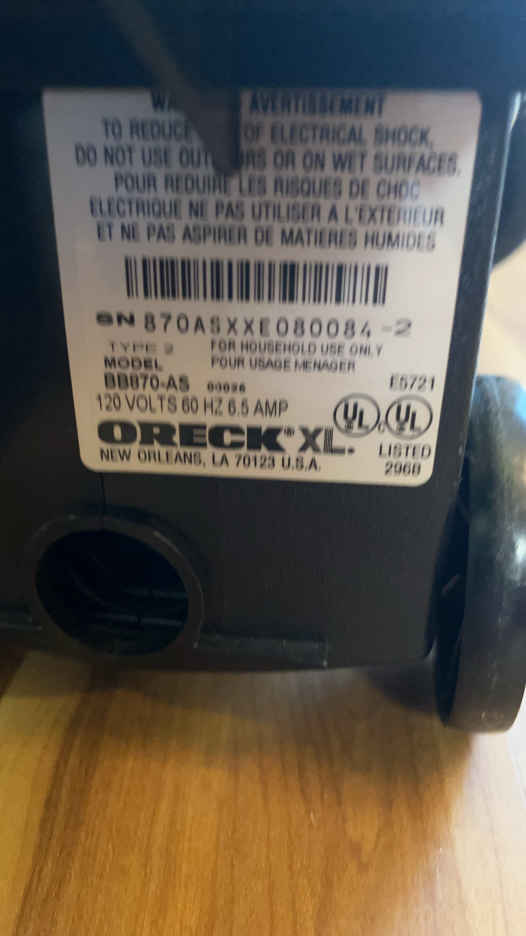 AVERTISSEMENT
TO REDUCE OF ELECTRICAL SHOCK,
DO NOT USE OR ON WET SURFACES.
POUR REDUIRE LES RISQUES DE CHOC
ELECTRIQUE NE PAS UTILISER A L'EXTERIEUR
ET NE PAS ASPIRER DE MATIERES HUMIDES
SN 870ASXXE080084-2
TYPE 2 FOR HOUSEHOLD USE ONLY
MODEL POUR USAGE MENAGER
BB870-AS E5721
120 VOLTS 60 HZ 6.5 AMP UL c UL
ORECK® XL. LISTED
NEW ORLEANS, LA 70123 U.S.A. 296B